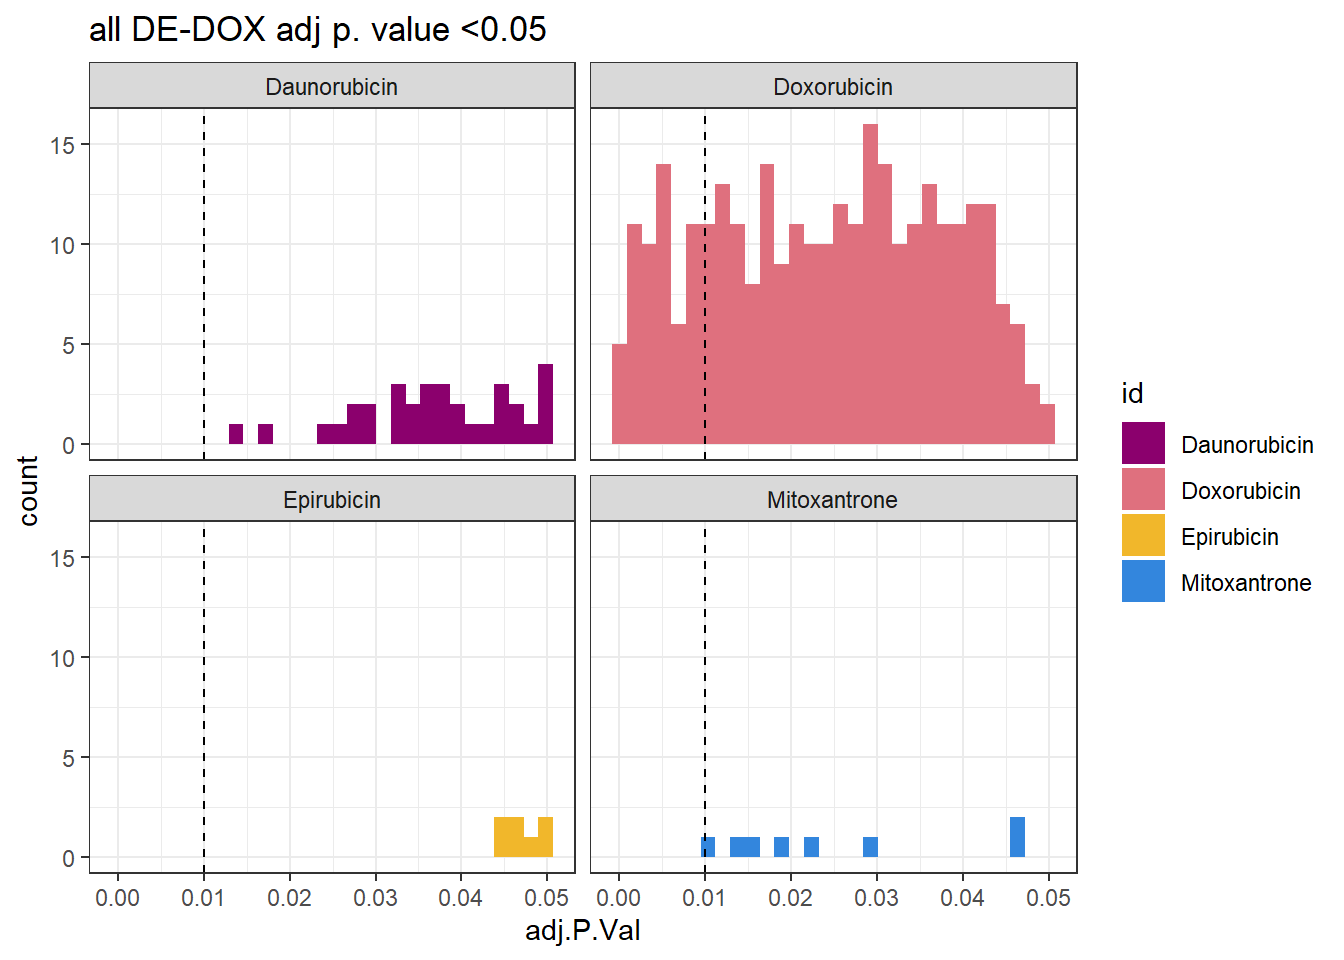 all DE-DOX adj p. value <0.05
Daunorubicin
Doxorubicin
15
10
5
0
Epirubicin
Mitoxantrone
15
10
5
0
count
0.00 0.01 0.02 0.03 0.04 0.05
0.00 0.01 0.02 0.03 0.04 0.05
adj.P.Val
id
Daunorubicin
Doxorubicin
Epirubicin
Mitoxantrone